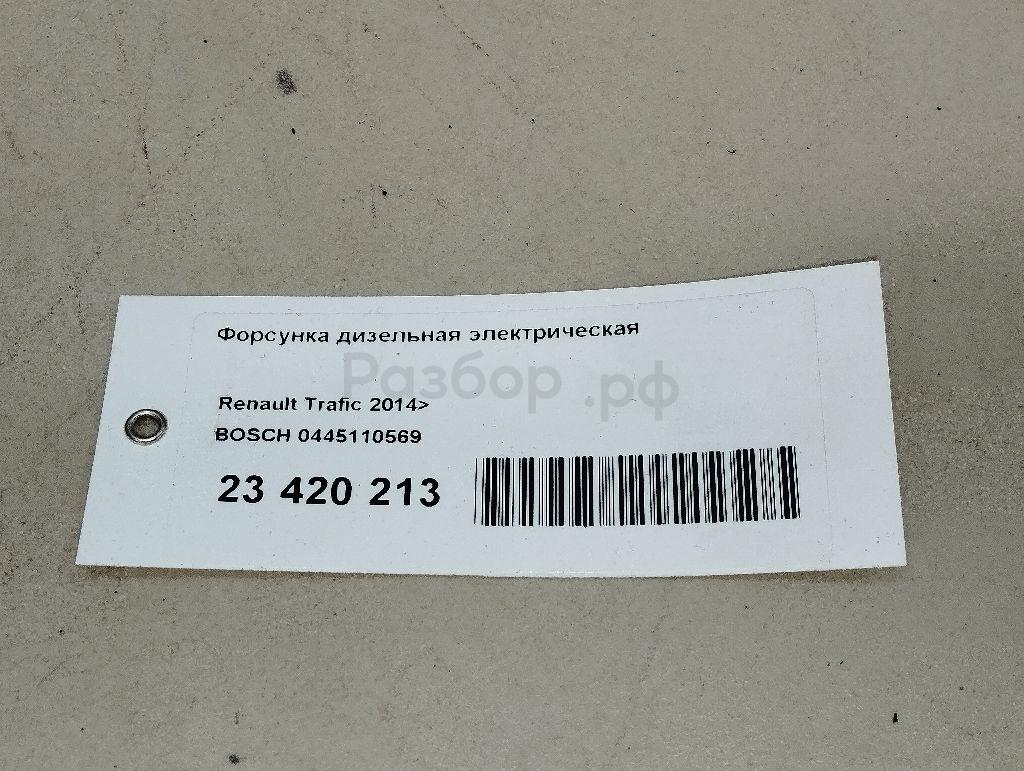 Форсунка дизельная электрическая
Разбор.рф
Renault Trafic 2014>
BOSCH 0445110569
23 420 213